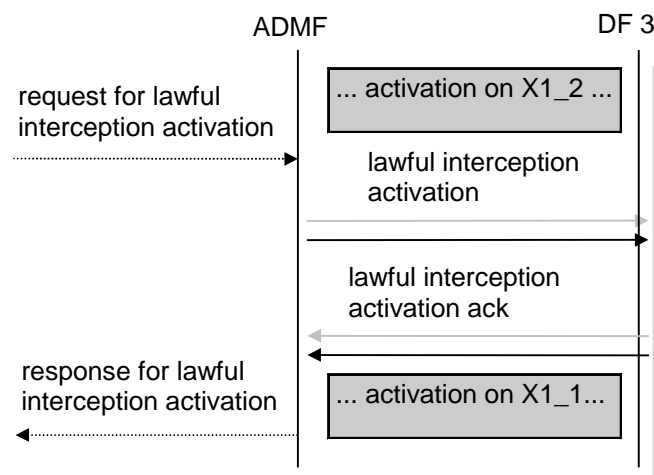 ADMF
DF 3
... activation on X1_2 ...
request for lawful
interception activation
lawful interception
activation
lawful interception
activation ack
response for lawful
interception activation
... activation on X1_1...